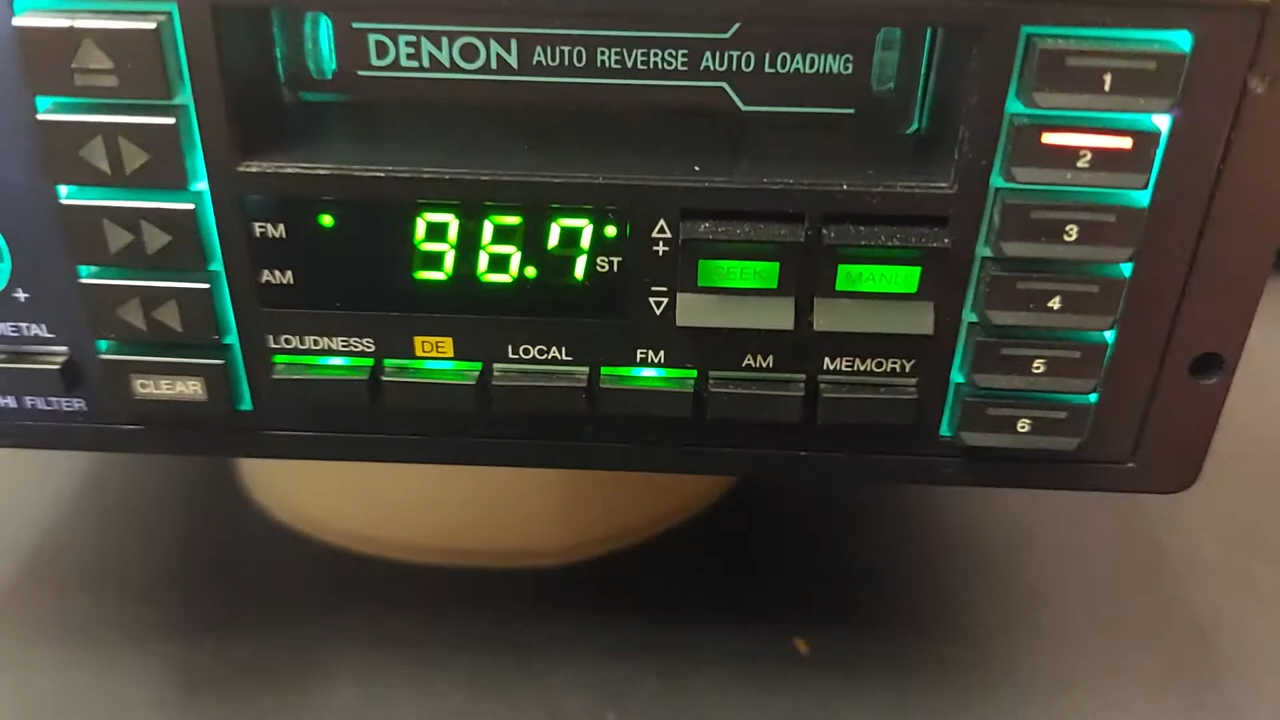 DENON AUTO REVERSE AUTO LOADING
1
2
3
4
5
6
FM
AM
96.7
ST
+
−
SEEK
MANU
LOUDNESS
DE
LOCAL
FM
AM
MEMORY
CLEAR
+
METAL
HI FILTER